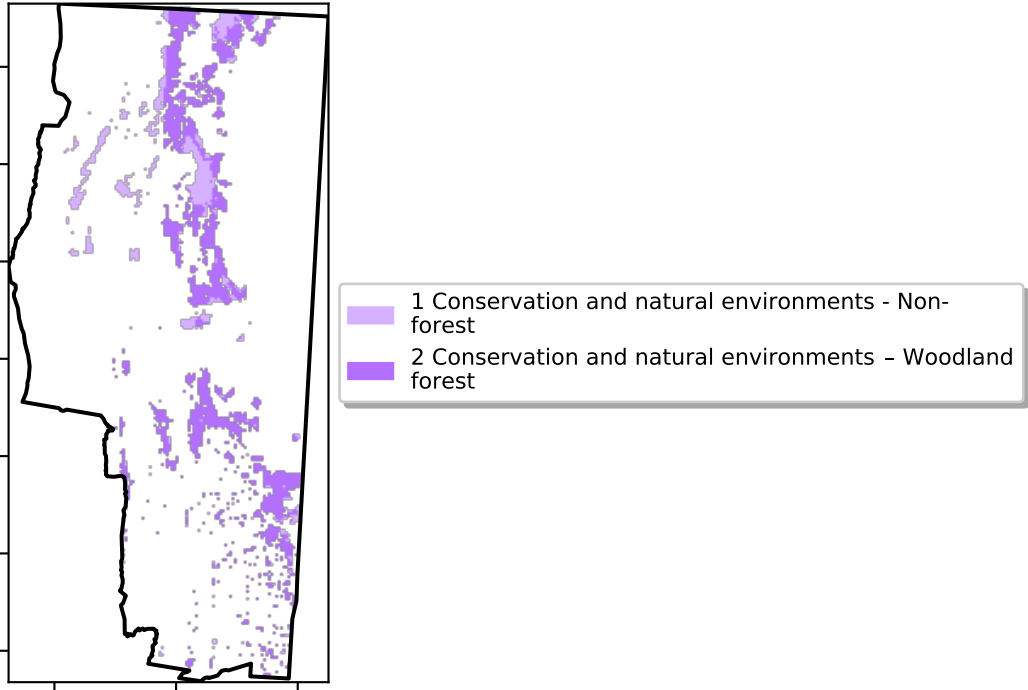 1 Conservation and natural environments - Non-
forest
2 Conservation and natural environments – Woodland
forest